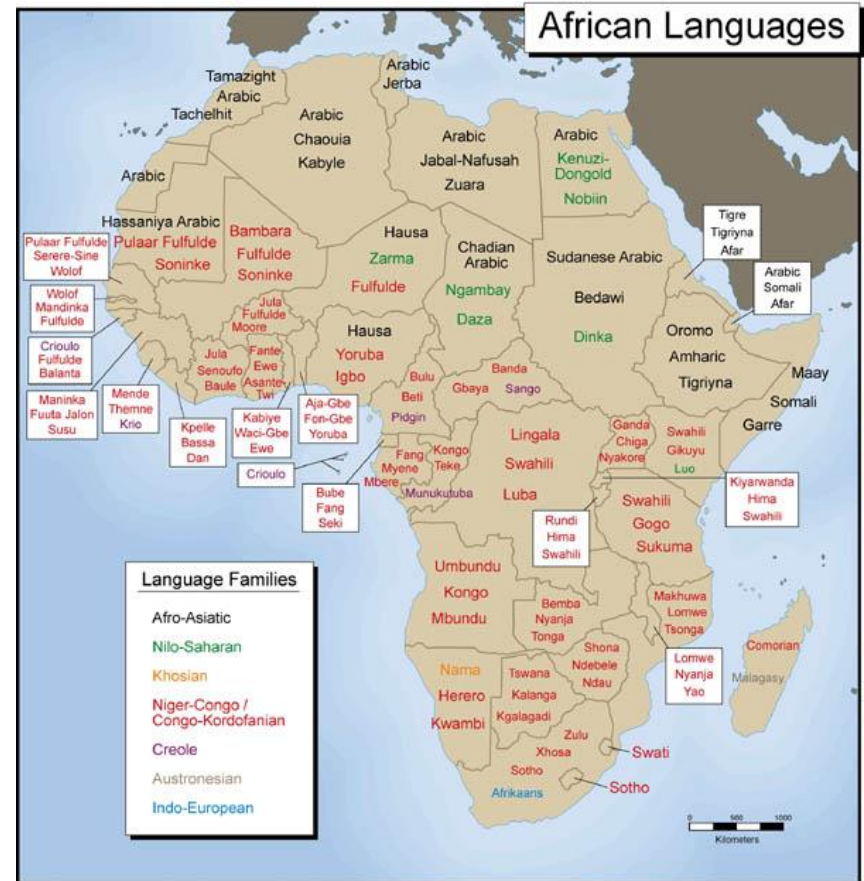 African Languages
Tamazight
Arabic
Tachelhit
Arabic
Jerba
Arabic
Chaouia
Kabyle
Arabic
Jabal-Nafusah
Zuara
Arabic
Kenuzi-
Dongold
Nobiin
Arabic
Hassaniya Arabic
Pulaar Fulfulde
Soninke
Bambara
Fulfulde
Soninke
Hausa
Zarma
Fulfulde
Chadian
Arabic
Ngambay
Daza
Sudanese Arabic
Bedawi
Dinka
Tigre
Tigriyna
Afar
Arabic
Somali
Afar
Pulaar Fulfulde
Serere-Sine
Wolof
Wolof
Mandinka
Fulfulde
Crioulo
Fulfulde
Balanta
Maninka
Fuuta Jalon
Susu
Mende
Themne
Krio
Kpelle
Bassa
Dan
Jula
Senoufo
Baule
Jula
Fulfulde
Moore
Fante
Ewe
Asante-
Twi
Kabiye
Waci-Gbe
Ewe
Aja-Gbe
Fon-Gbe
Yoruba
Hausa
Yoruba
Igbo
Bulu
Beti
Pidgin
Banda
Gbaya
Sango
Oromo
Amharic
Tigriyna
Maay
Somali
Garre
Crioulo
Bube
Fang
Seki
Fang
Myene
Mbere
Kongo
Teke
Munukutuba
Lingala
Swahili
Luba
Ganda
Chiga
Nyakore
Swahili
Gikuyu
Luo
Kiyarwanda
Hima
Swahili
Rundi
Hima
Swahili
Swahili
Gogo
Sukuma
Umbundu
Kongo
Mbundu
Bemba
Nyanja
Tonga
Makhuwa
Lomwe
Tsonga
Lomwe
Nyanja
Yao
Comorian
Malagasy
Nama
Herero
Kwambi
Tswana
Kalanga
Kgalagadi
Shona
Ndebele
Ndau
Zulu
Xhosa
Sotho
Afrikaans
Swati
Sotho
Language Families
Afro-Asiatic
Nilo-Saharan
Khosian
Niger-Congo /
Congo-Kordofanian
Creole
Austronesian
Indo-European
0 500 1000
Kilometers